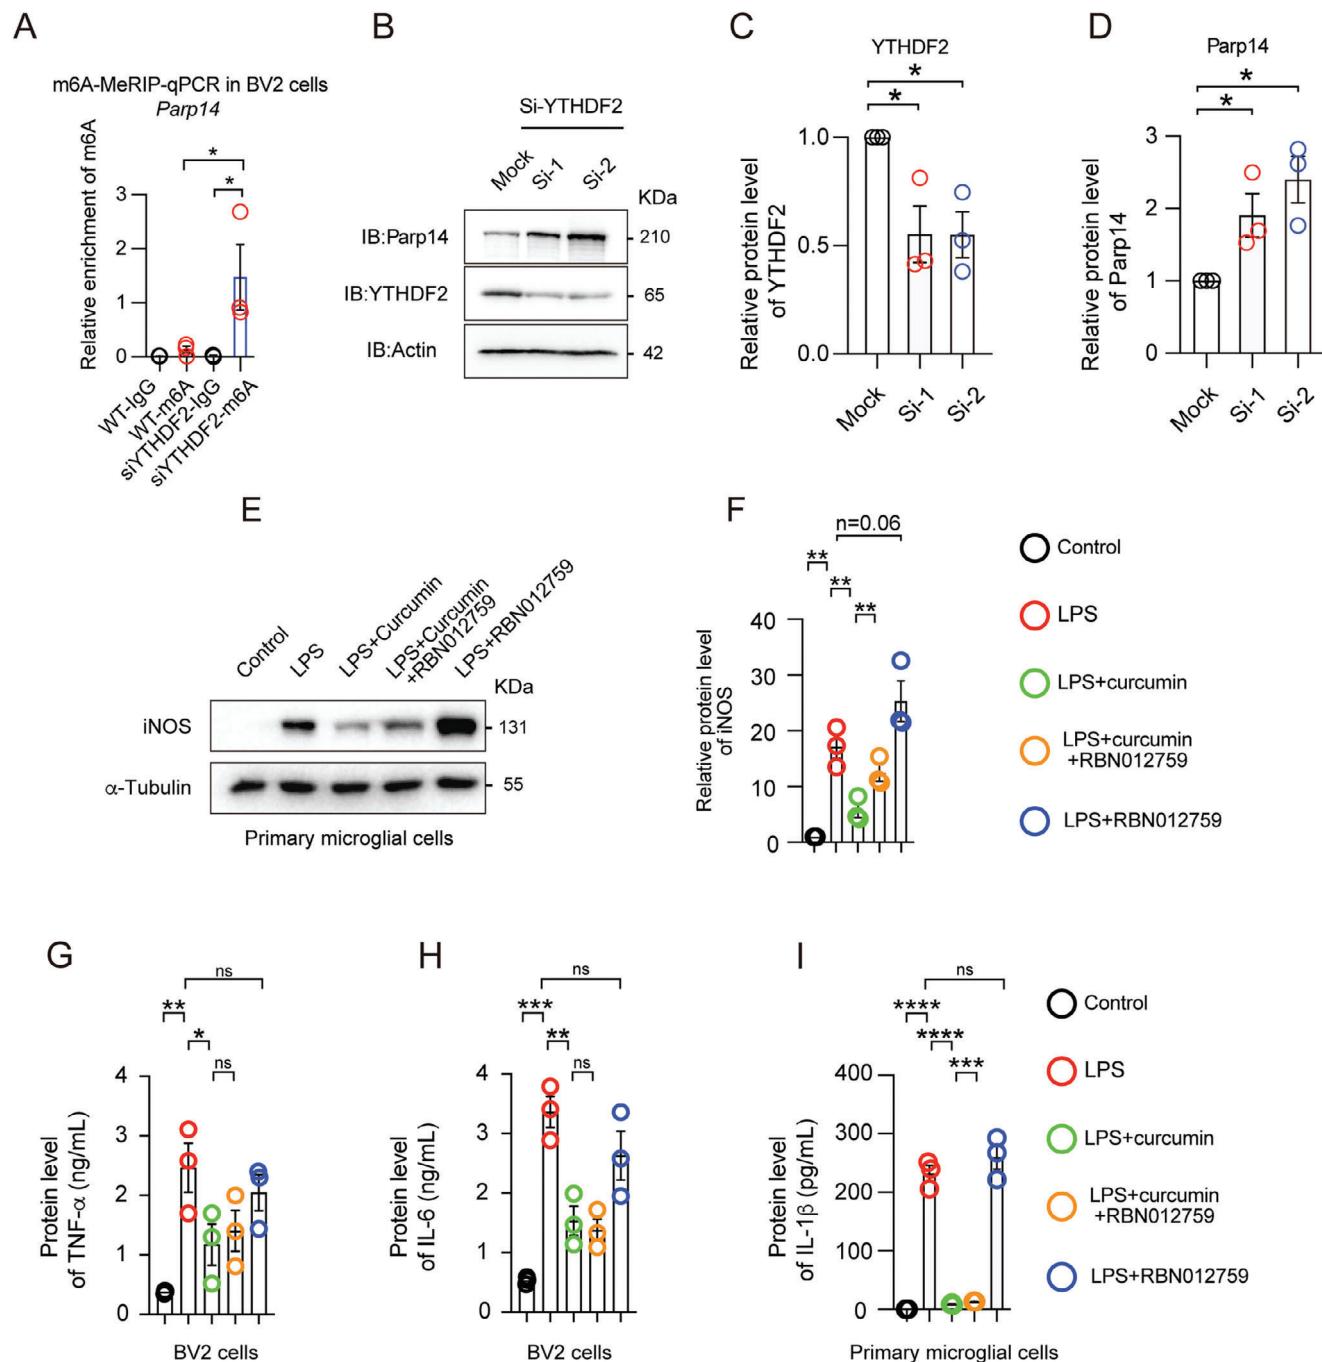 A
m6A-MeRIP-qPCR in BV2 cells
Parp14
Relative enrichment of m6A
3
2
1
0
*
*
WT-IgG
WT-m6A
siYTHDF2-IgG
siYTHDF2-m6A
B
Si-YTHDF2
Mock
Si-1
Si-2
KDa
IB:Parp14
210
IB:YTHDF2
65
IB:Actin
42
C
YTHDF2
*
*
Relative protein level
of YTHDF2
1.0
0.5
0.0
Mock
Si-1
Si-2
D
Parp14
*
*
Relative protein level
of Parp14
3
2
1
0
Mock
Si-1
Si-2
E
Control
LPS
LPS+Curcumin
LPS+Curcumin
+RBN012759
LPS+RBN012759
KDa
iNOS
131
α-Tubulin
55
Primary microglial cells
F
n=0.06
**
**
**
Relative protein level
of iNOS
40
30
20
10
0
Control
LPS
LPS+curcumin
LPS+curcumin
+RBN012759
LPS+RBN012759
G
ns
**
*
ns
Protein level
of TNF-α (ng/mL)
4
3
2
1
0
BV2 cells
H
ns
***
**
ns
Protein level
of IL-6 (ng/mL)
4
3
2
1
0
BV2 cells
I
ns
****
****
***
Protein level
of IL-1β (pg/mL)
400
300
200
100
0
Primary microglial cells
Control
LPS
LPS+curcumin
LPS+curcumin
+RBN012759
LPS+RBN012759